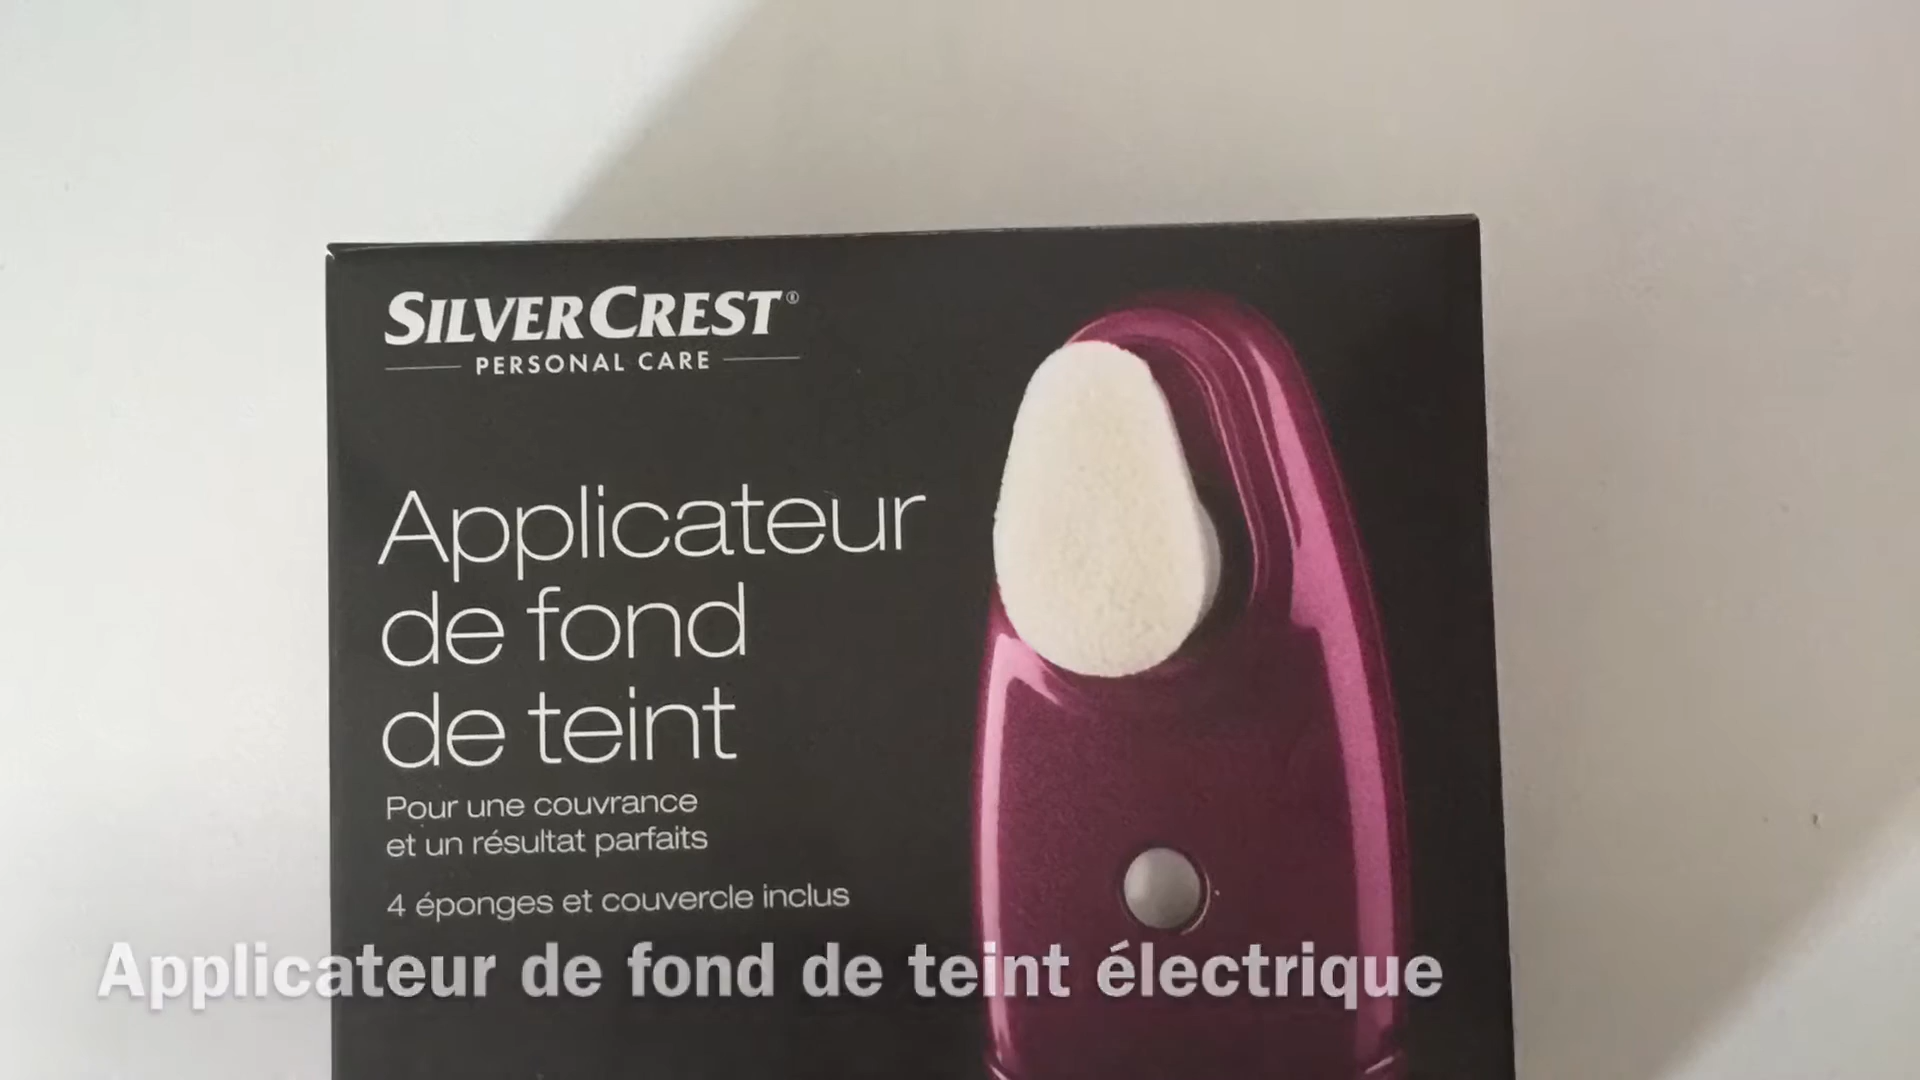 SILVERCREST®
PERSONAL CARE
Applicateur
de fond
de teint
Pour une couvrance
et un résultat parfaits
4 éponges et couvercle inclus
Applicateur de fond de teint électrique